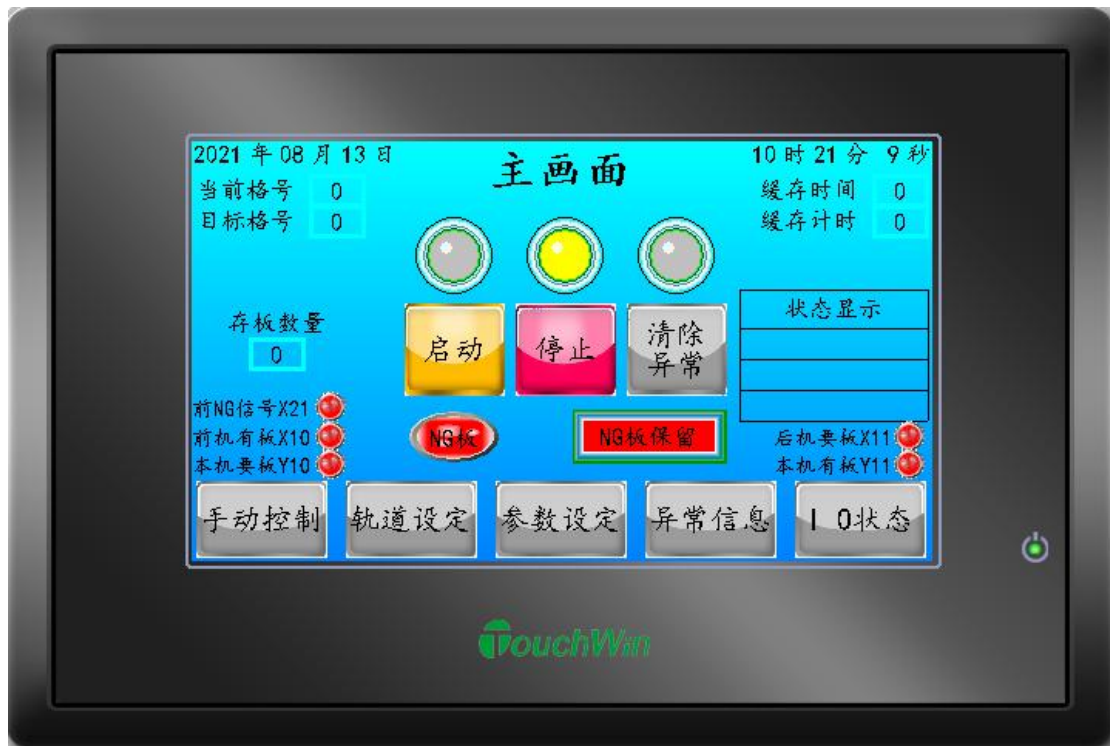 2021 年 08 月 13 日
主画面
10 时 21 分 9 秒
当前格号 0
缓存时间 0
目标格号 0
缓存计时 0
状态显示
存板数量
0
启动
停止
清除
异常
前NG信号X21
前机有板X10
本机要板Y10
NG板
NG板保留
后机要板X11
本机有板Y11
手动控制
轨道设定
参数设定
异常信息
I O状态
TouchWin